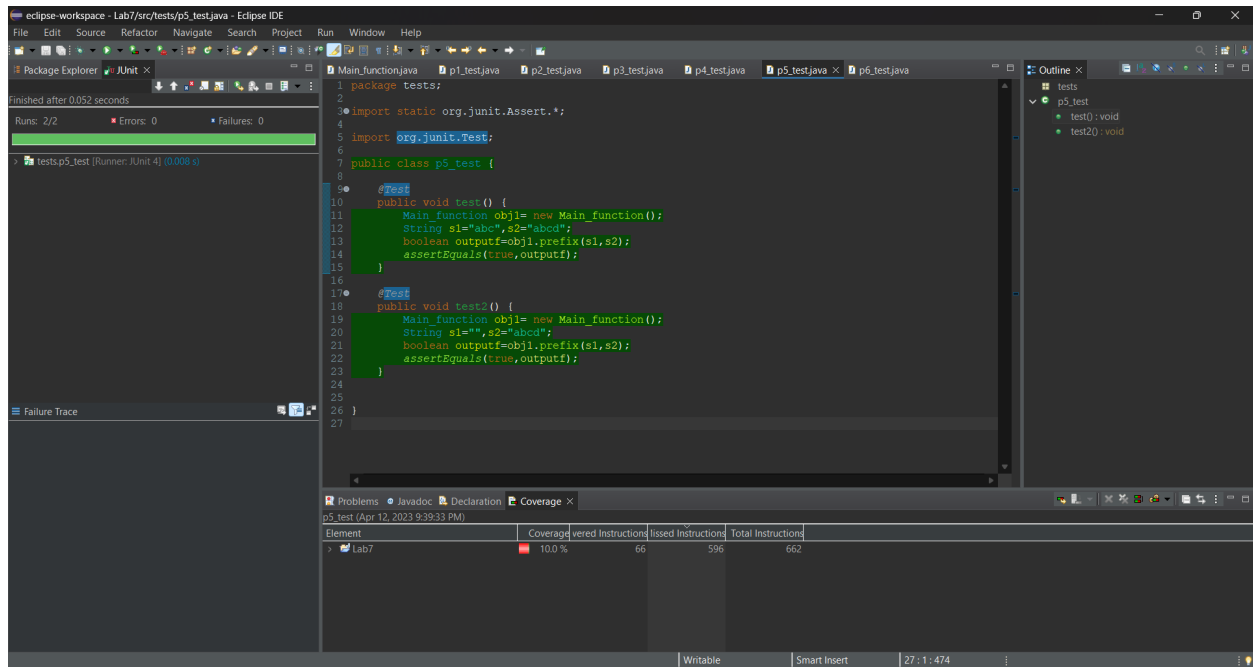 eclipse-workspace - Lab7/src/tests/p5_test.java - Eclipse IDE
File Edit Source Refactor Navigate Search Project Run Window Help
Package Explorer JUnit
Finished after 0.052 seconds
Runs: 2/2 Errors: 0 Failures: 0
tests.p5_test [Runner: JUnit 4] (0.008 s)
Failure Trace
Main_function.java p1_test.java p2_test.java p3_test.java p4_test.java p5_test.java p6_test.java
1 package tests;
2
3 import static org.junit.Assert.*;
4
5 import org.junit.Test;
6
7 public class p5_test {
8
9 @Test
10 public void test() {
11 Main_function obj1= new Main_function();
12 String s1="abc",s2="abcd";
13 boolean outputf=obj1.prefix(s1,s2);
14 assertEquals(true,outputf);
15 }
16
17 @Test
18 public void test2() {
19 Main_function obj1= new Main_function();
20 String s1="",s2="abcd";
21 boolean outputf=obj1.prefix(s1,s2);
22 assertEquals(true,outputf);
23 }
24
25
26 }
27
Outline
tests
p5_test
test() : void
test2() : void
Problems Javadoc Declaration Coverage
p5_test (Apr 12, 2023 9:39:33 PM)
Element Coverage vered Instructions lissed Instructions Total Instructions
Lab7 10.0 % 66 596 662
Writable Smart Insert 27 : 1 : 474